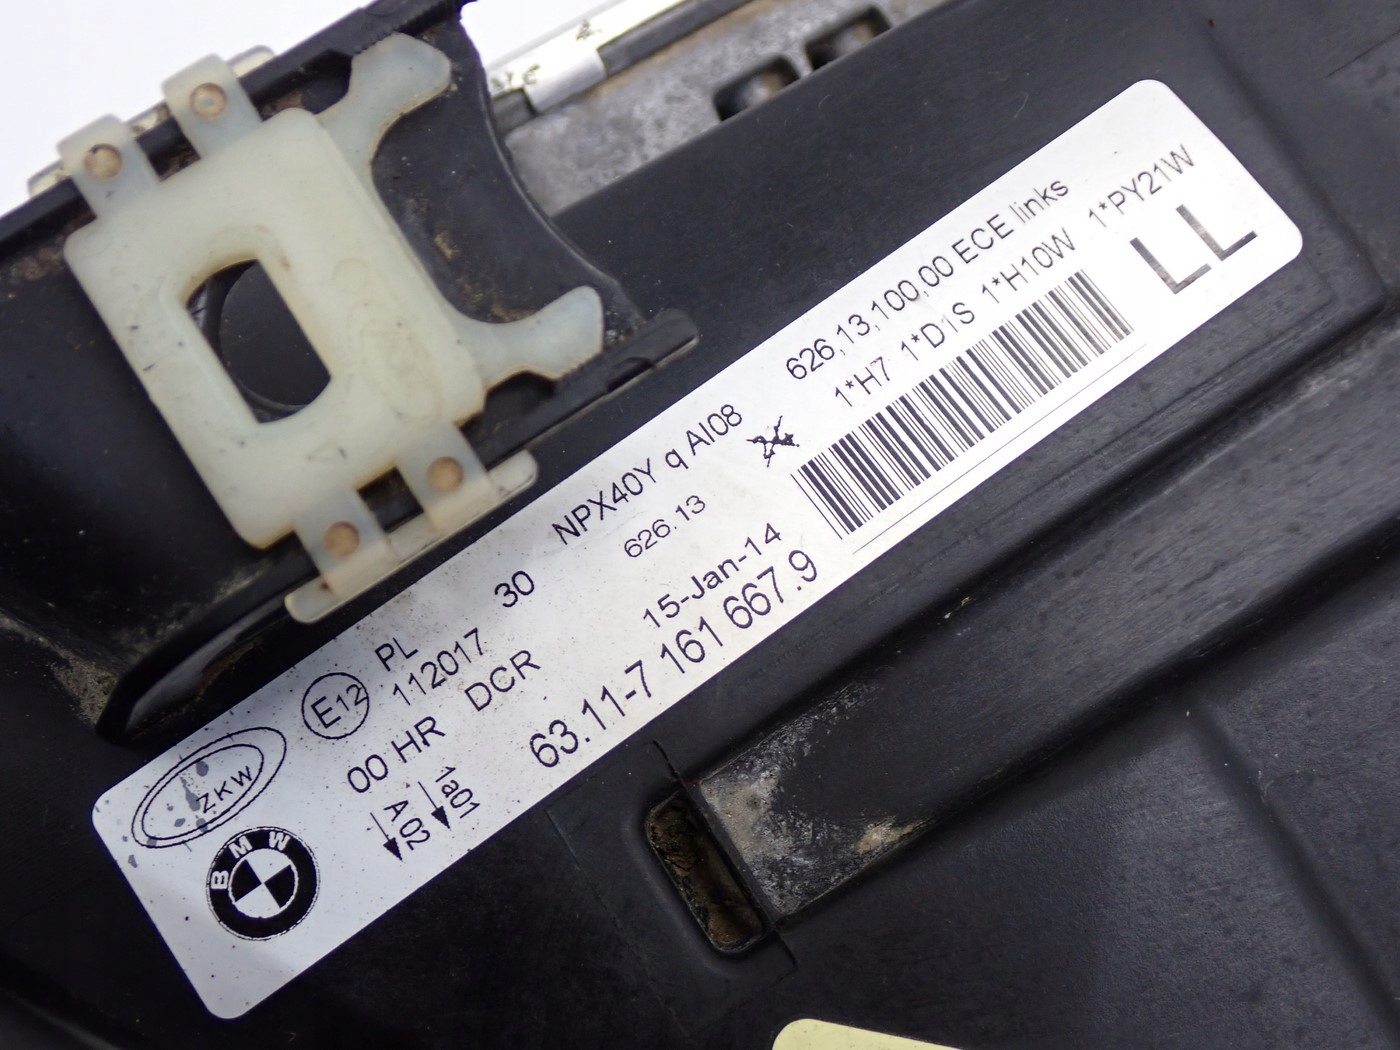 ZKW
BMW
E12
PL
112017
30
00 HR DCR
A 02
1a01
NPX40Y q AI08
626.13
15-Jan-14
63.11-7 161 667.9
626,13,100,00 ECE links
1*H7 1*D1S 1*H10W 1*PY21W
LL